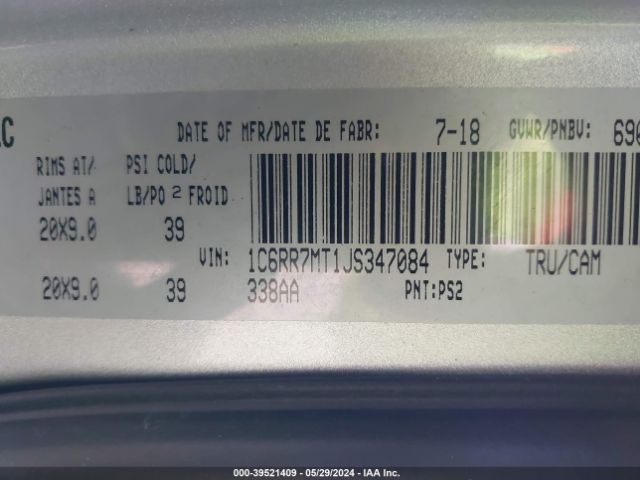 DATE OF MFR/DATE DE FABR: 7-18 GVWR/PNBV:
RIMS AT/ PSI COLD/
JANTES A LB/PO 2 FROID
20X9.0 39
VIN: 1C6RR7MT1JS347084 TYPE: TRU/CAM
20X9.0 39 338AA PNT:PS2
000-39521409 - 05/29/2024 - IAA Inc.